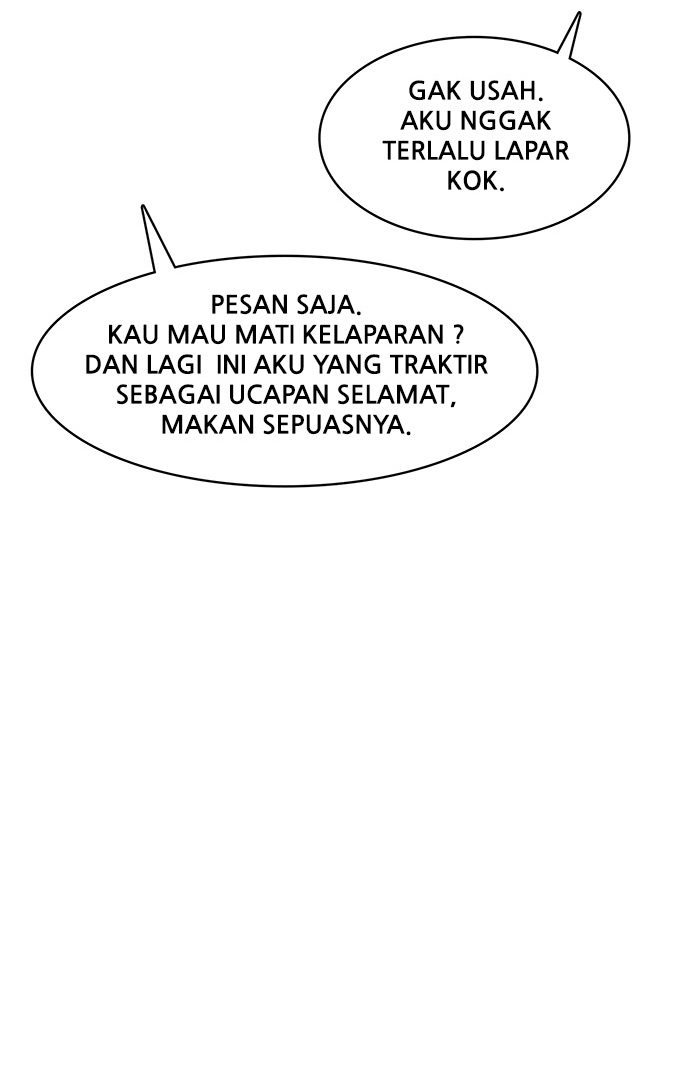 GAK USAH.
AKU NGGAK
TERLALU LAPAR
KOK.
PESAN SAJA.
KAU MAU MATI KELAPARAN ?
DAN LAGI  INI AKU YANG TRAKTIR
SEBAGAI UCAPAN SELAMAT,
MAKAN SEPUASNYA.